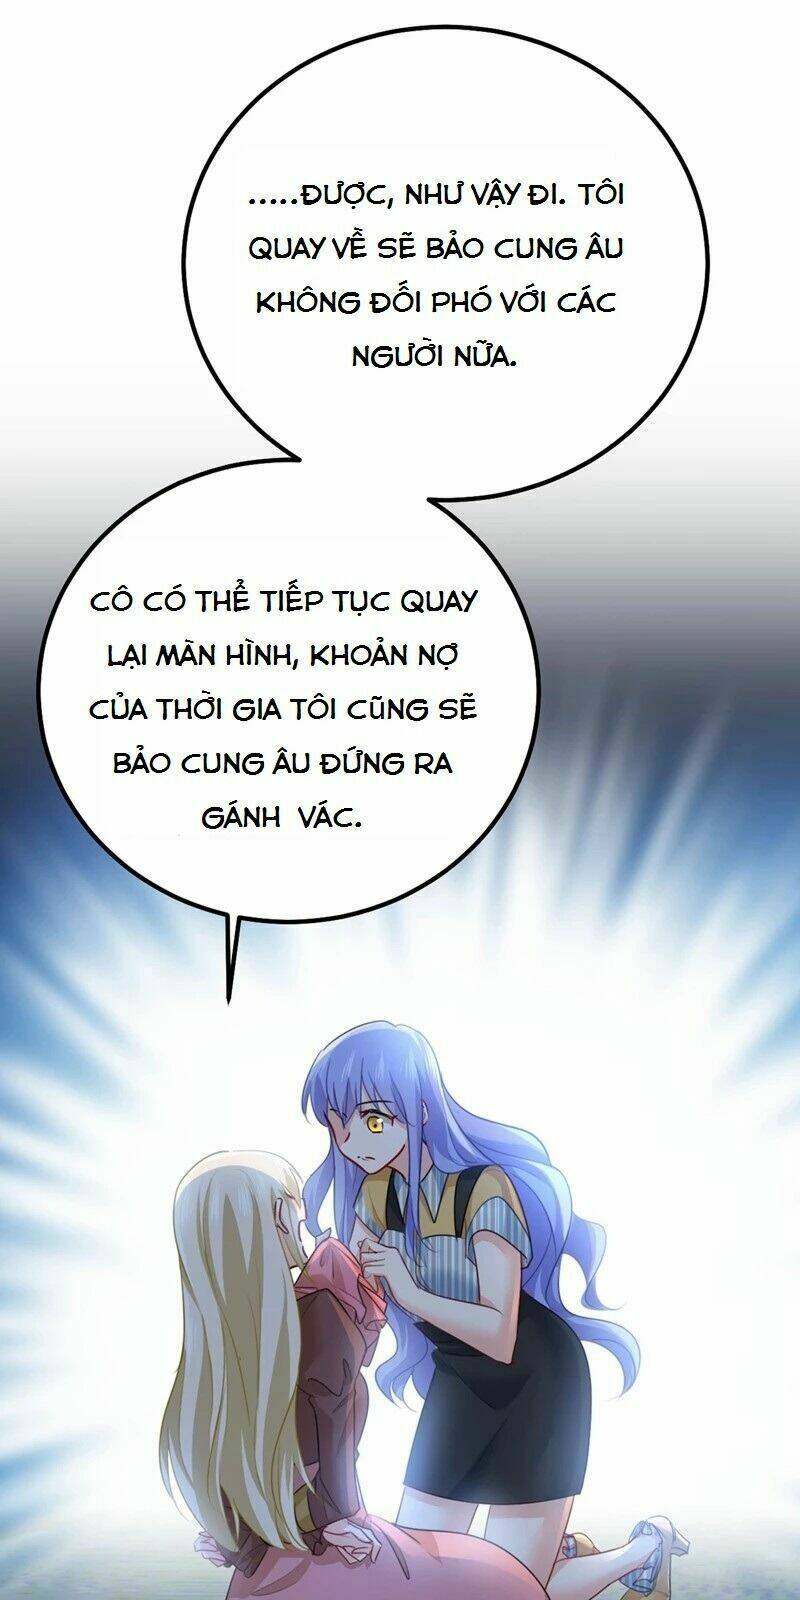 .....ĐƯỢC, NHƯ VẬY ĐI. TÔI
QUAY VỀ SẼ BẢO CUNG ÂU
KHÔNG ĐỐI PHÓ VỚI CÁC
NGƯỜI NỮA.
CÔ CÓ THỂ TIẾP TỤC QUAY
LẠI MÀN HÌNH, KHOẢN NỢ
CỦA THỜI GIA TÔI CŨNG SẼ
BẢO CUNG ÂU ĐỨNG RA
GÁNH VÁC.